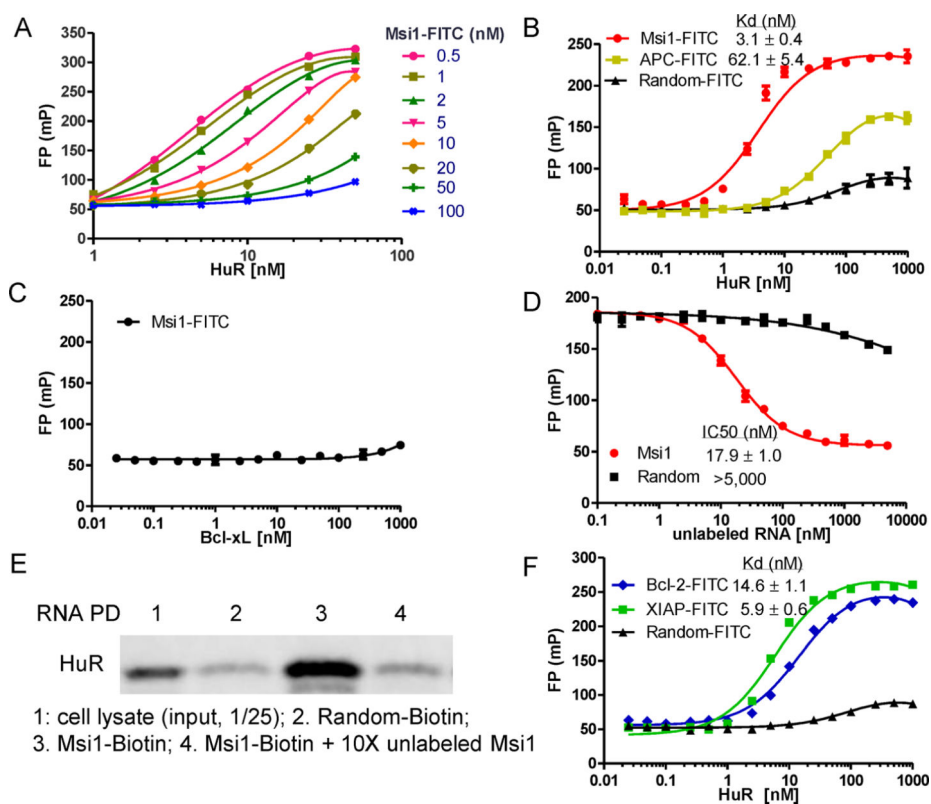 A
FP (mP)
350
300
250
200
150
100
50
0
1
10
100
HuR [nM]
Msi1-FITC (nM)
0.5
1
2
5
10
20
50
100
B
FP (mP)
250
200
150
100
50
0
0.01
0.1
1
10
100
1000
HuR [nM]
Kd (nM)
Msi1-FITC 3.1 ± 0.4
APC-FITC 62.1 ± 5.4
Random-FITC
C
FP (mP)
250
200
150
100
50
0
0.01
0.1
1
10
100
1000
Bcl-xL [nM]
Msi1-FITC
D
FP (mP)
200
150
100
50
0
0.1
1
10
100
1000
10000
unlabeled RNA [nM]
IC50 (nM)
Msi1 17.9 ± 1.0
Random >5,000
E
RNA PD 1 2 3 4
HuR
1: cell lysate (input, 1/25); 2. Random-Biotin;
3. Msi1-Biotin; 4. Msi1-Biotin + 10X unlabeled Msi1
F
FP (mP)
300
250
200
150
100
50
0
0.01
0.1
1
10
100
1000
HuR [nM]
Kd (nM)
Bcl-2-FITC 14.6 ± 1.1
XIAP-FITC 5.9 ± 0.6
Random-FITC